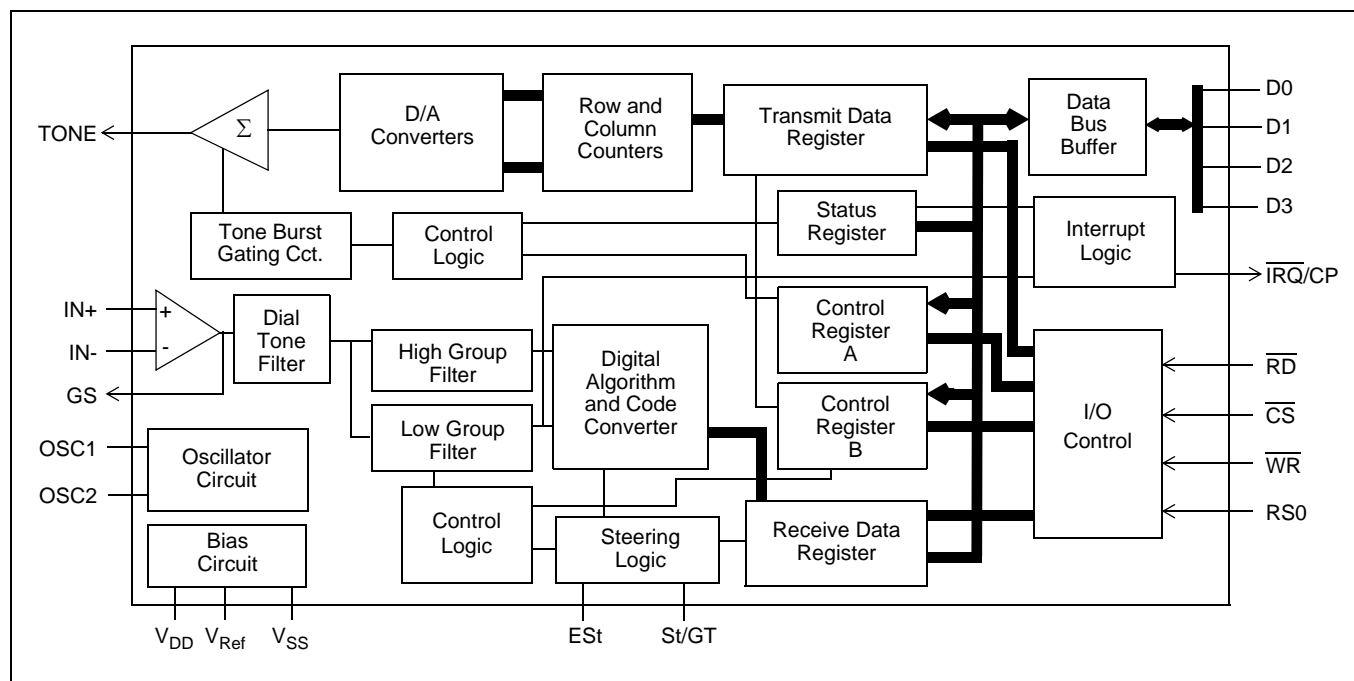 TONE
Σ
D/A
Converters
Row and
Column
Counters
Transmit Data
Register
Data
Bus
Buffer
D0
D1
D2
D3
Tone Burst
Gating Cct.
Control
Logic
Status
Register
Interrupt
Logic
IRQ/CP
IN+
IN-
GS
+
-
Dial
Tone
Filter
High Group
Filter
Low Group
Filter
Digital
Algorithm
and Code
Converter
Control
Register
A
Control
Register
B
I/O
Control
RD
CS
WR
RS0
OSC1
OSC2
Oscillator
Circuit
Bias
Circuit
Control
Logic
Steering
Logic
Receive Data
Register
VDD
VRef
VSS
ESt
St/GT